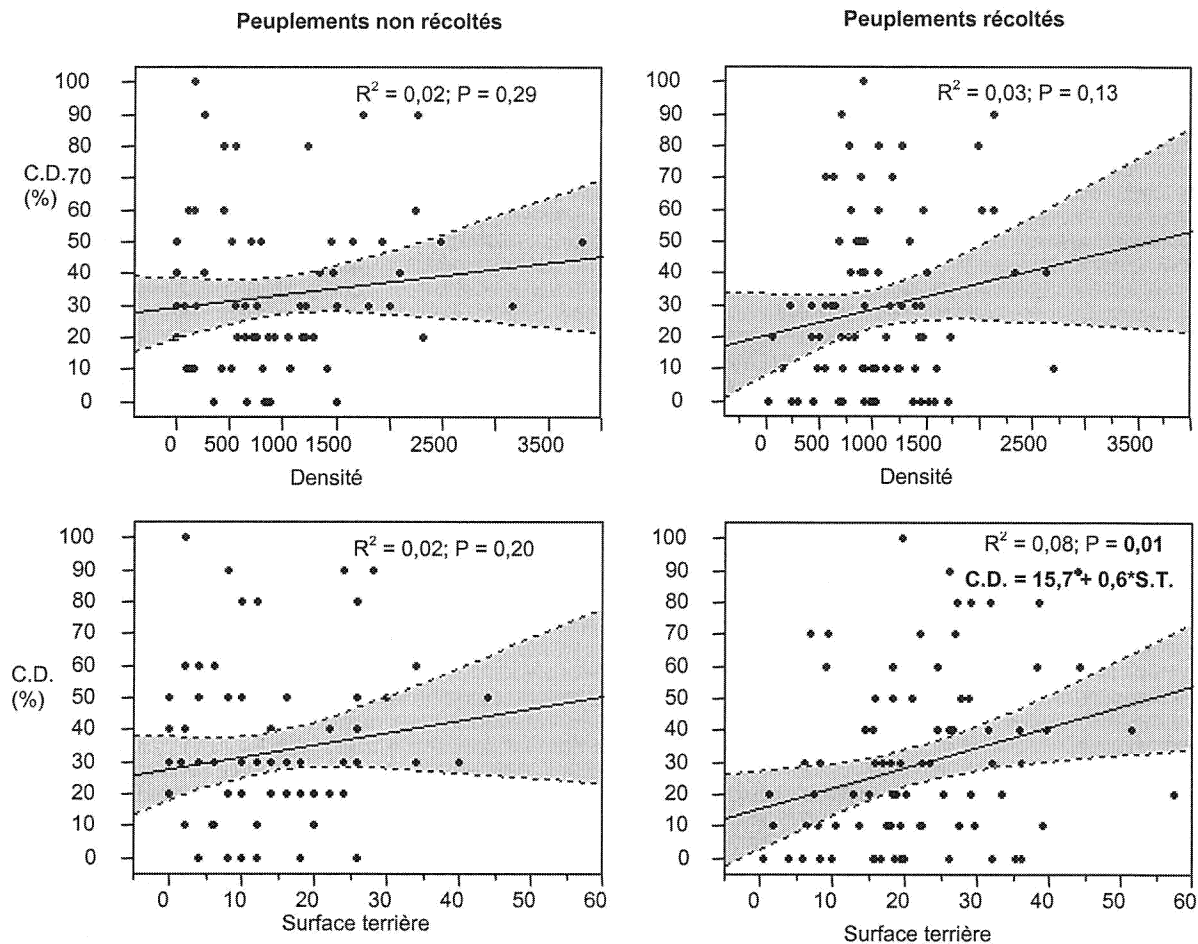 Peuplements non récoltés
Peuplements récoltés
100
90
80
C.D.70
(%)
60
50
40
30
20
10
0
R² = 0,02; P = 0,29
0 500 1000 1500 2500 3500
Densité
100
90
80
C.D.
(%)
70
60
50
40
30
20
10
0
R² = 0,03; P = 0,13
0 500 1000 1500 2500 3500
Densité
100
90
80
70
C.D.
(%)
60
50
40
30
20
10
0
R² = 0,02; P = 0,20
0 10 20 30 40 50 60
Surface terrière
100
90
80
70
60
50
40
30
20
10
0
R² = 0,08; P = 0,01
C.D. = 15,7 + 0,6*S.T.
0 10 20 30 40 50 60
Surface terrière